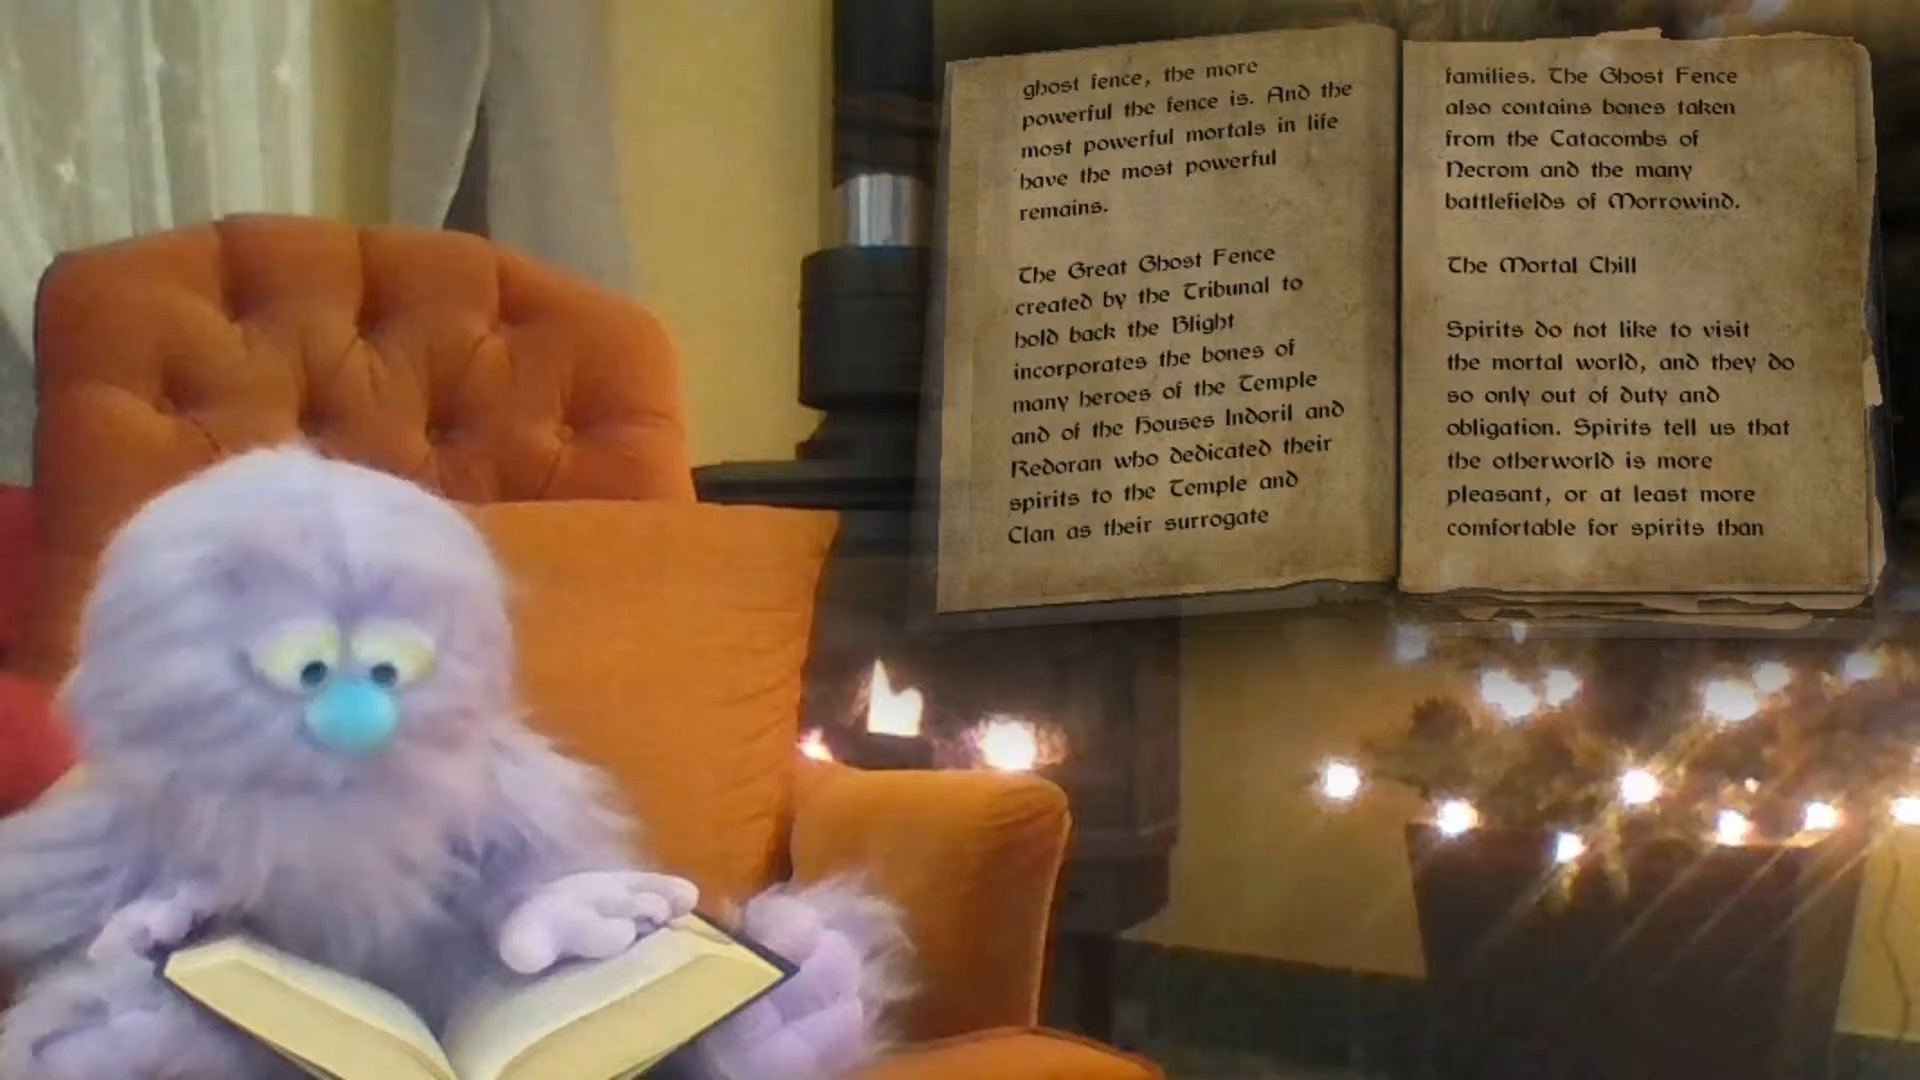 ghost fence, the more
powerful the fence is. And the
most powerful mortals in life
have the most powerful
remains.
The Great Ghost Fence
created by the Tribunal to
hold back the Blight
incorporates the bones of
many heroes of the Temple
and of the Houses Indoril and
Redoran who dedicated their
spirits to the Temple and
Clan as their surrogate
families. The Ghost Fence
also contains bones taken
from the Catacombs of
Necrom and the many
battlefields of Morrowind.
The Mortal Chill
Spirits do not like to visit
the mortal world, and they do
so only out of duty and
obligation. Spirits tell us that
the otherworld is more
pleasant, or at least more
comfortable for spirits than